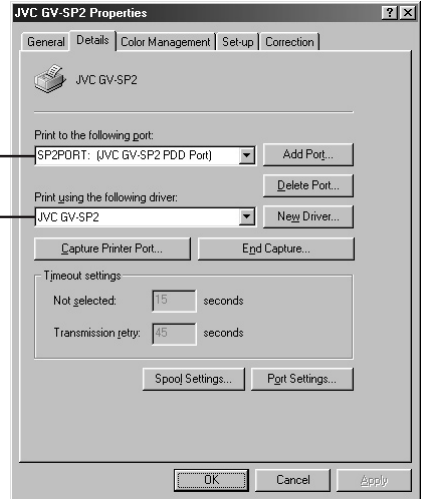 JVC GV-SP2 Properties
General Details Color Management Set-up Correction
JVC GV-SP2
Print to the following port:
SP2PORT: (JVC GV-SP2 PDD Port) Add Port...
Delete Port...
Print using the following driver:
JVC GV-SP2 New Driver...
Capture Printer Port... End Capture...
Timeout settings
Not selected: 15 seconds
Transmission retry: 45 seconds
Spool Settings... Port Settings...
OK Cancel Apply